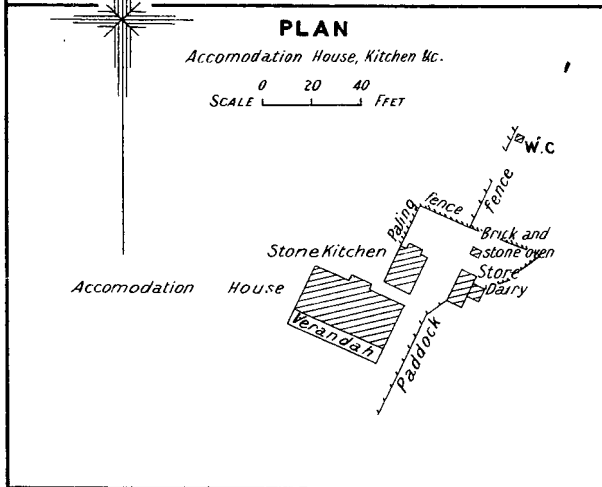 PLAN
Accomodation House, Kitchen &c.
0 20 40
SCALE FEET
W.C
fence
fence
Paling
Brick and
stone oven
Stone Kitchen
Store
Dairy
Accomodation House
Verandah
Paddock